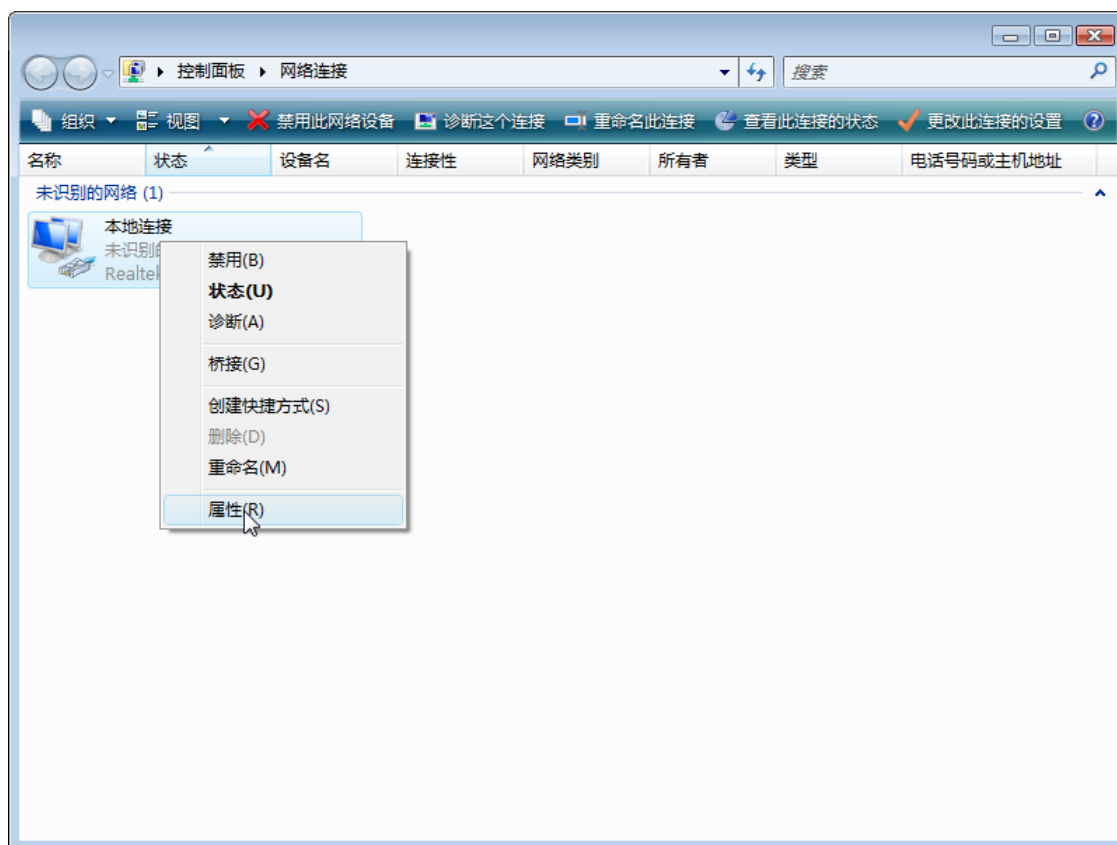 控制面板 网络连接 搜索
组织 视图 禁用此网络设备 诊断这个连接 重命名此连接 查看此连接的状态 更改此连接的设置
名称 状态 设备名 连接性 网络类别 所有者 类型 电话号码或主机地址
未识别的网络 (1)
本地连接
未识别
Realtek
禁用(B)
状态(U)
诊断(A)
桥接(G)
创建快捷方式(S)
删除(D)
重命名(M)
属性(R)